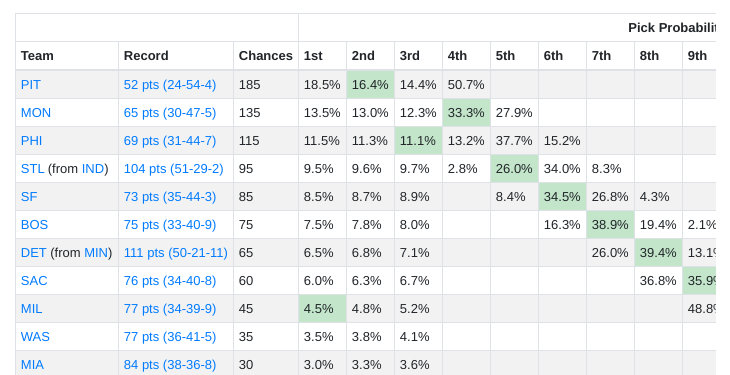 Pick Probabilit
Team Record Chances 1st 2nd 3rd 4th 5th 6th 7th 8th 9th
PIT 52 pts (24-54-4) 185 18.5% 16.4% 14.4% 50.7%
MON 65 pts (30-47-5) 135 13.5% 13.0% 12.3% 33.3% 27.9%
PHI 69 pts (31-44-7) 115 11.5% 11.3% 11.1% 13.2% 37.7% 15.2%
STL (from IND) 104 pts (51-29-2) 95 9.5% 9.6% 9.7% 2.8% 26.0% 34.0% 8.3%
SF 73 pts (35-44-3) 85 8.5% 8.7% 8.9% 8.4% 34.5% 26.8% 4.3%
BOS 75 pts (33-40-9) 75 7.5% 7.8% 8.0% 16.3% 38.9% 19.4% 2.1%
DET (from MIN) 111 pts (50-21-11) 65 6.5% 6.8% 7.1% 26.0% 39.4% 13.1%
SAC 76 pts (34-40-8) 60 6.0% 6.3% 6.7% 36.8% 35.9%
MIL 77 pts (34-39-9) 45 4.5% 4.8% 5.2% 48.8%
WAS 77 pts (36-41-5) 35 3.5% 3.8% 4.1%
MIA 84 pts (38-36-8) 30 3.0% 3.3% 3.6%